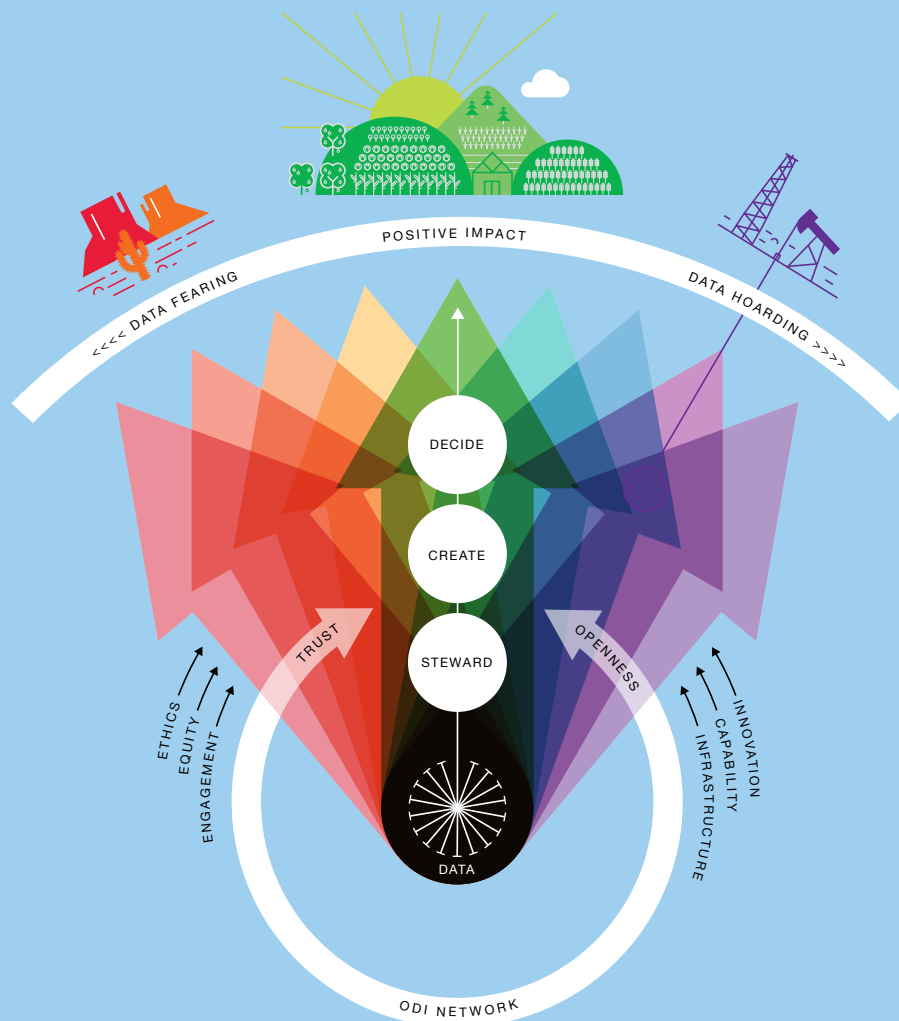 POSITIVE IMPACT
<<<< DATA FEARING
DATA HOARDING >>>>
DECIDE
CREATE
STEWARD
TRUST
OPENNESS
ETHICS
EQUITY
ENGAGEMENT
INNOVATION
CAPABILITY
INFRASTRUCTURE
DATA
ODI NETWORK